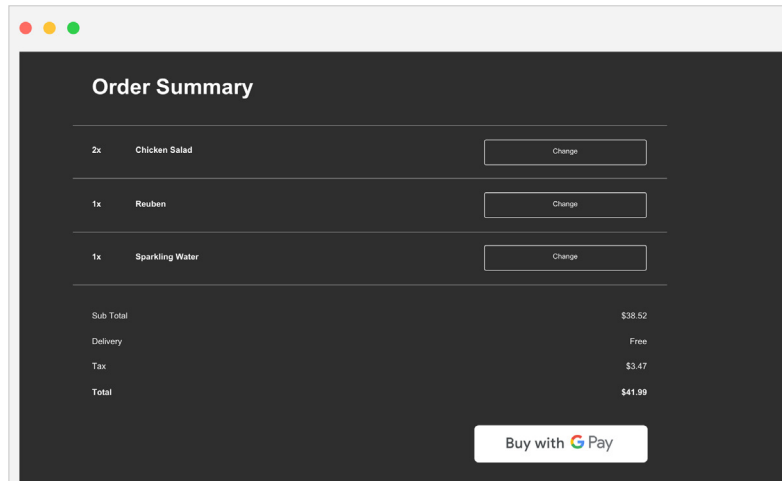 Order Summary
2x Chicken Salad Change
1x Reuben Change
1x Sparkling Water Change
Sub Total $38.52
Delivery Free
Tax $3.47
Total $41.99
Buy with G Pay